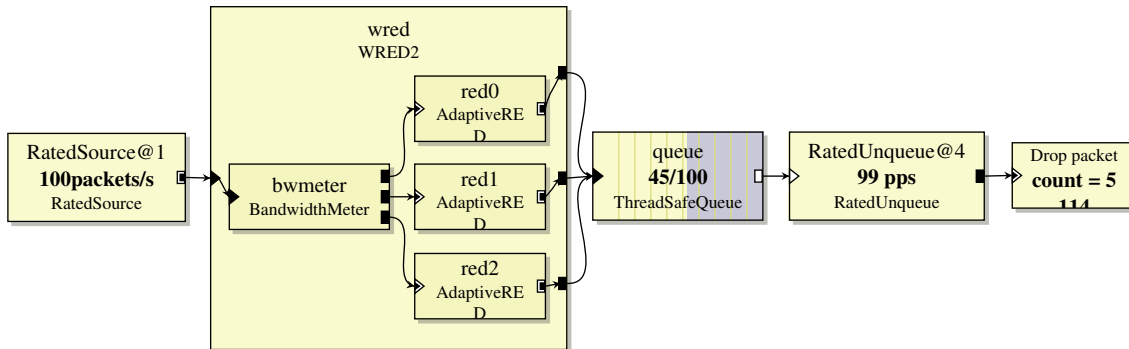 wred
WRED2
RatedSource@1
100packets/s
RatedSource
bwmeter
BandwidthMeter
red0
AdaptiveRE
D
red1
AdaptiveRE
D
red2
AdaptiveRE
D
queue
45/100
ThreadSafeQueue
RatedUnqueue@4
99 pps
RatedUnqueue
Drop packet
count = 5
114